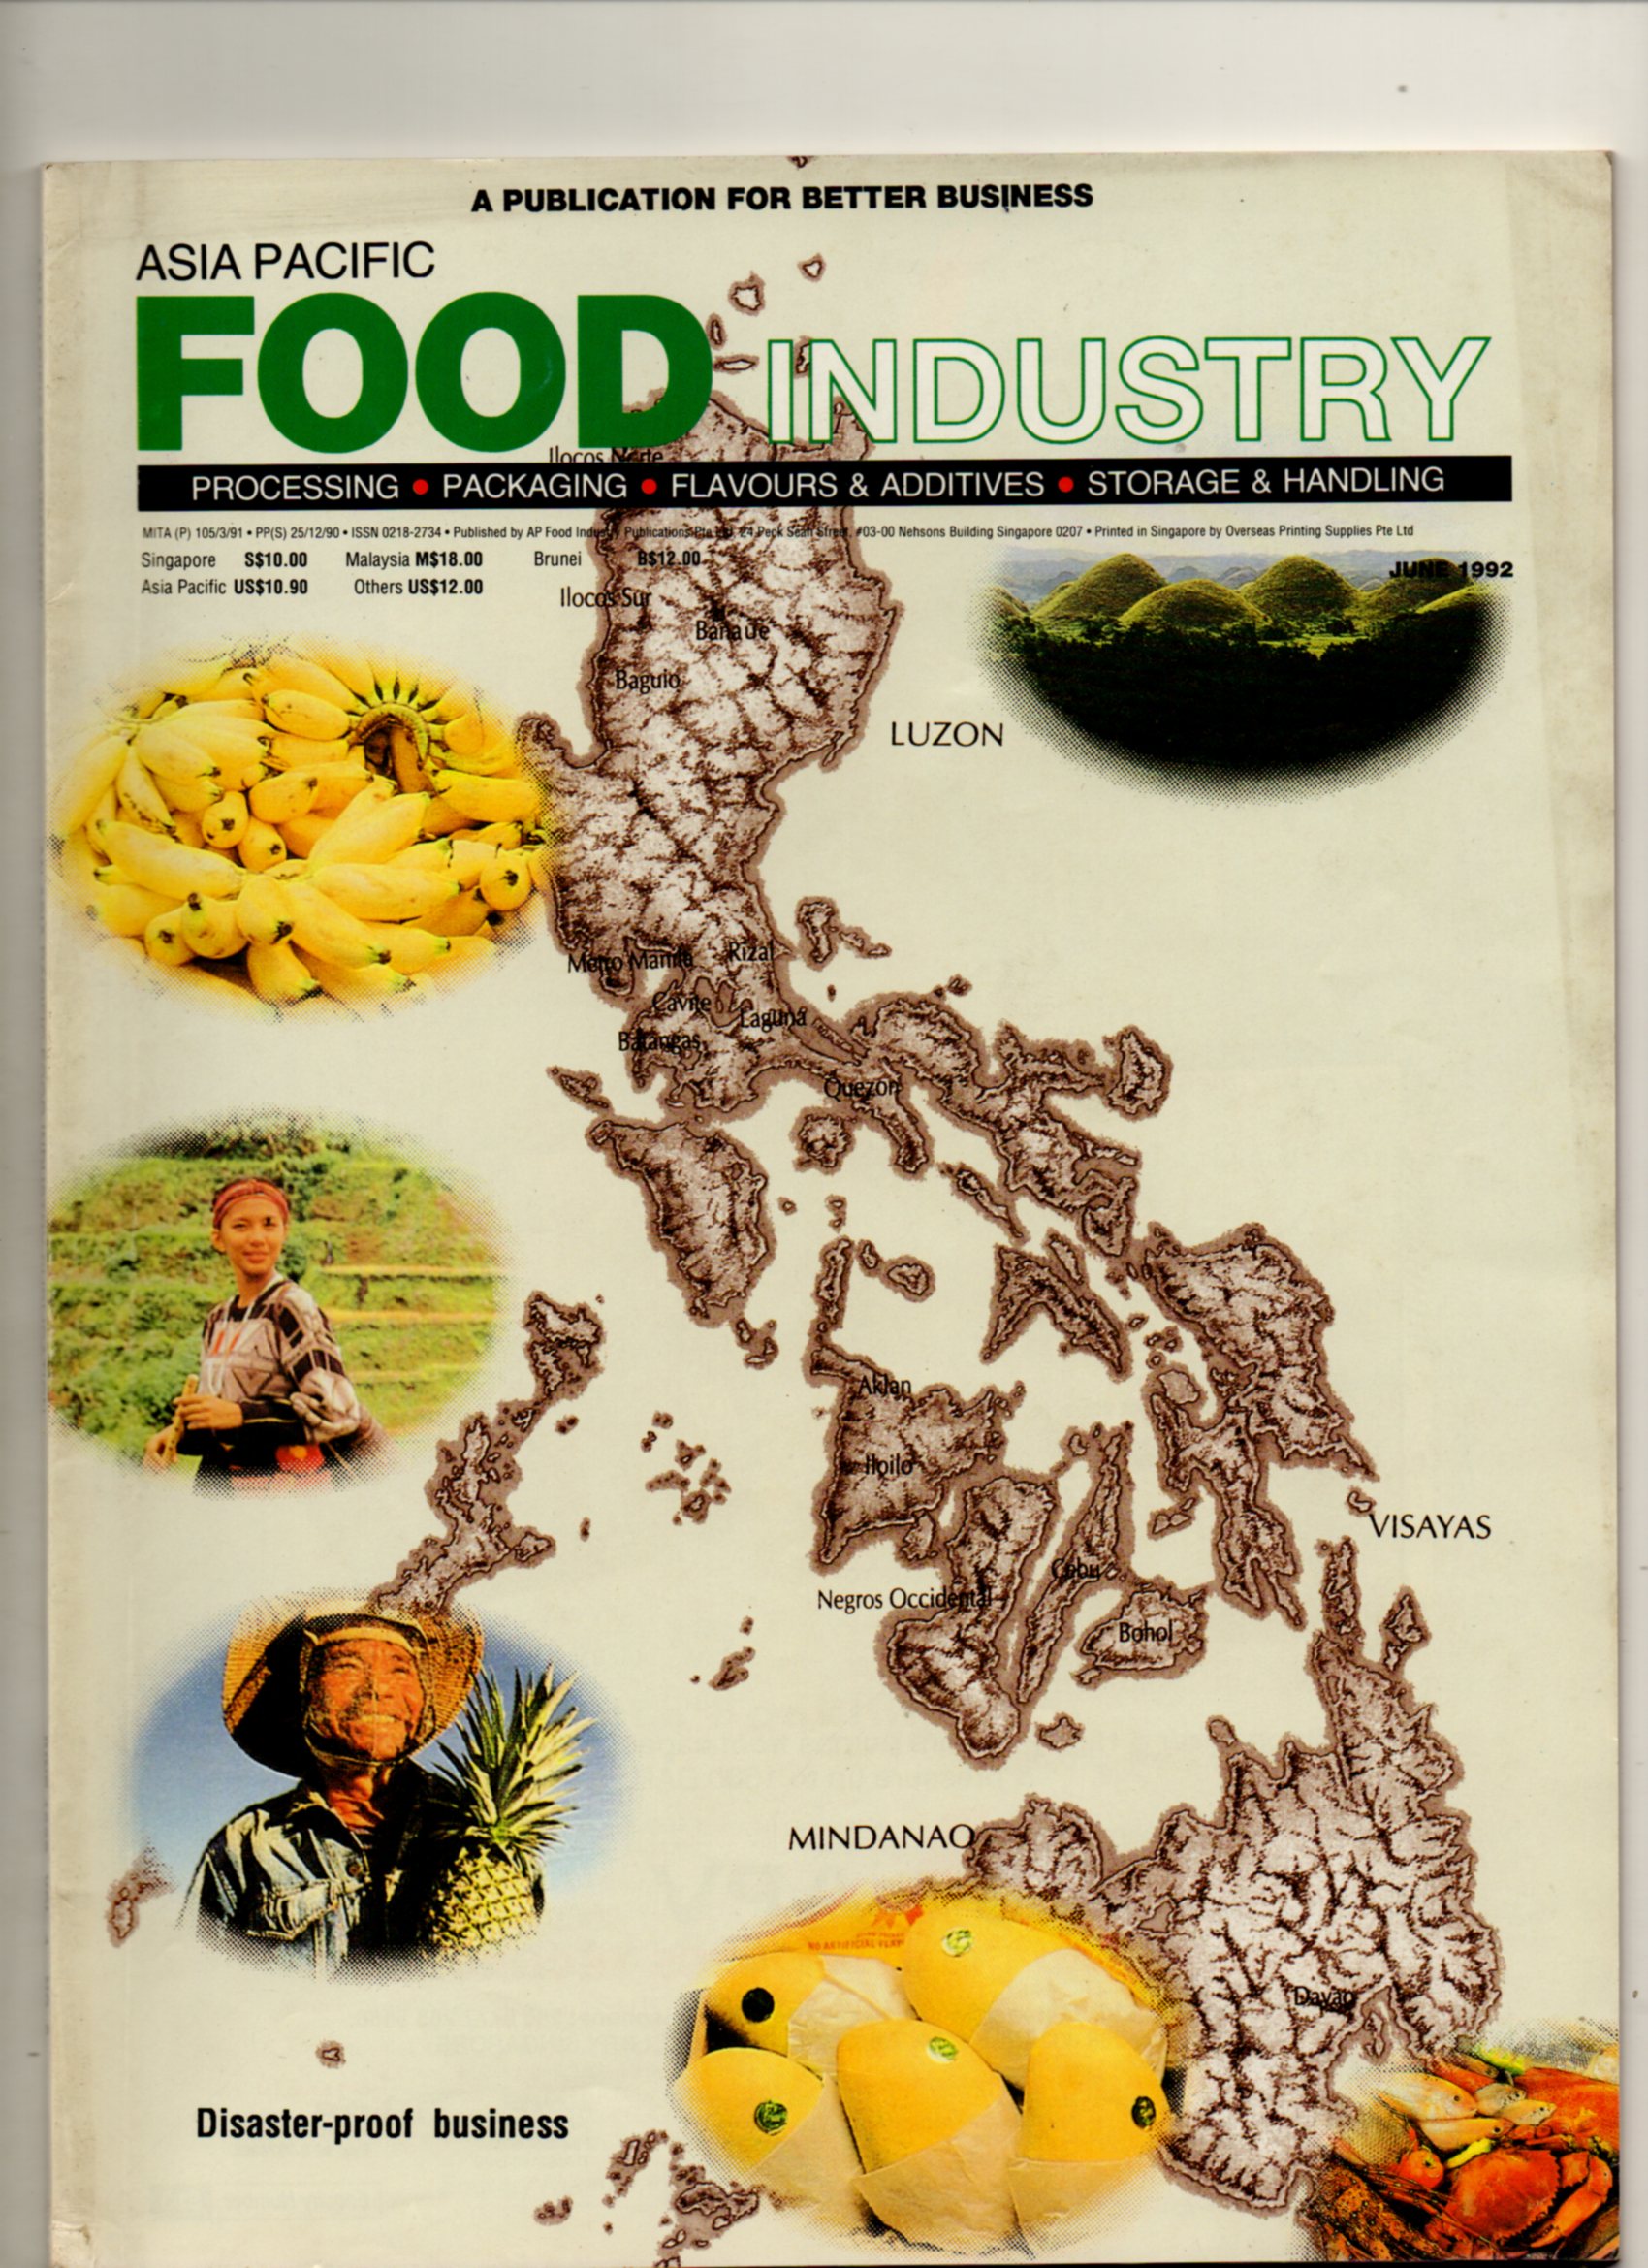 A PUBLICATION FOR BETTER BUSINESS
ASIA PACIFIC
FOOD INDUSTRY
Ilocos Norte
PROCESSING • PACKAGING • FLAVOURS & ADDITIVES • STORAGE & HANDLING
MITA (P) 105/3/91 • PP(S) 25/12/90 • ISSN 0218-2734 • Published by AP Food Industry Publications Pte Ltd, 24 Peck Seah Street, #03-00 Nehsons Building Singapore 0207 • Printed in Singapore by Overseas Printing Supplies Pte Ltd
Singapore S$10.00 Malaysia M$18.00 Brunei B$12.00
JUNE 1992
Asia Pacific US$10.90 Others US$12.00
Ilocos Sur
Banaue
Baguio
LUZON
Metro Manila
Rizal
Cavite
Laguna
Batangas
Quezon
Aklan
Iloilo
VISAYAS
Cebu
Negros Occidental
Bohol
MINDANAO
NO ARTIFICIAL
Davao
Disaster-proof business